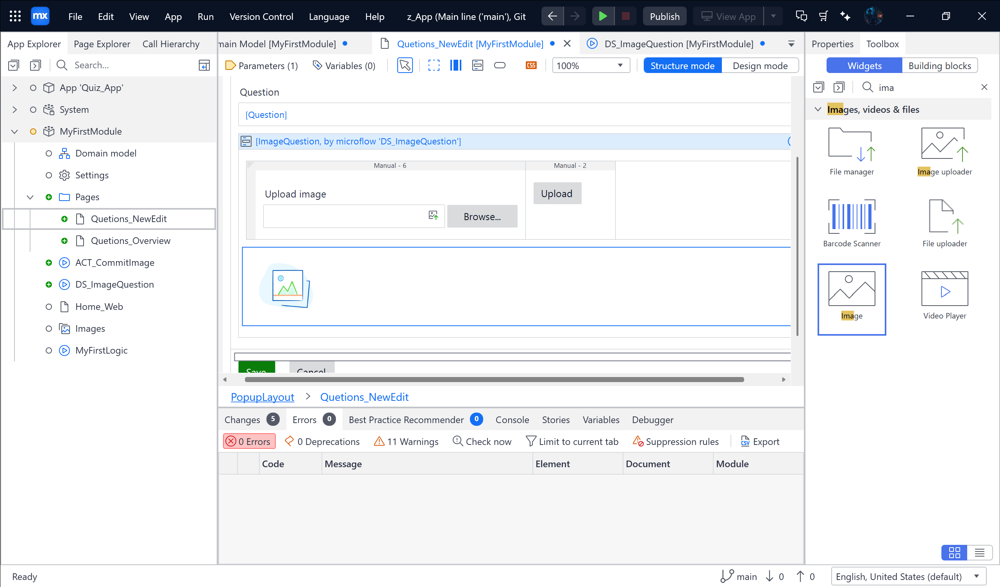 mx File Edit View App Run Version Control Language Help z_App (Main line ('main'), Git Publish View App
App Explorer Page Explorer Call Hierarchy
main Model [MyFirstModule] Quetions_NewEdit [MyFirstModule] DS_ImageQuestion [MyFirstModule]
Properties Toolbox
Search...
Parameters (1) Variables (0) CSS 100% Structure mode Design mode
Widgets Building blocks
ima
App 'Quiz_App'
System
MyFirstModule
Domain model
Settings
Pages
Quetions_NewEdit
Quetions_Overview
ACT_CommitImage
DS_ImageQuestion
Home_Web
Images
MyFirstLogic
Question
[Question]
[ImageQuestion, by microflow 'DS_ImageQuestion']
Manual - 6 Manual - 2
Upload image
Upload
Browse...
Save Cancel
PopupLayout > Quetions_NewEdit
Images, videos & files
File manager Image uploader
Barcode Scanner File uploader
Image Video Player
Changes 5 Errors 0 Best Practice Recommender 0 Console Stories Variables Debugger
0 Errors 0 Deprecations 11 Warnings Check now Limit to current tab Suppression rules CSV Export
Code Message Element Document Module
Ready
main 0 0 English, United States (default)